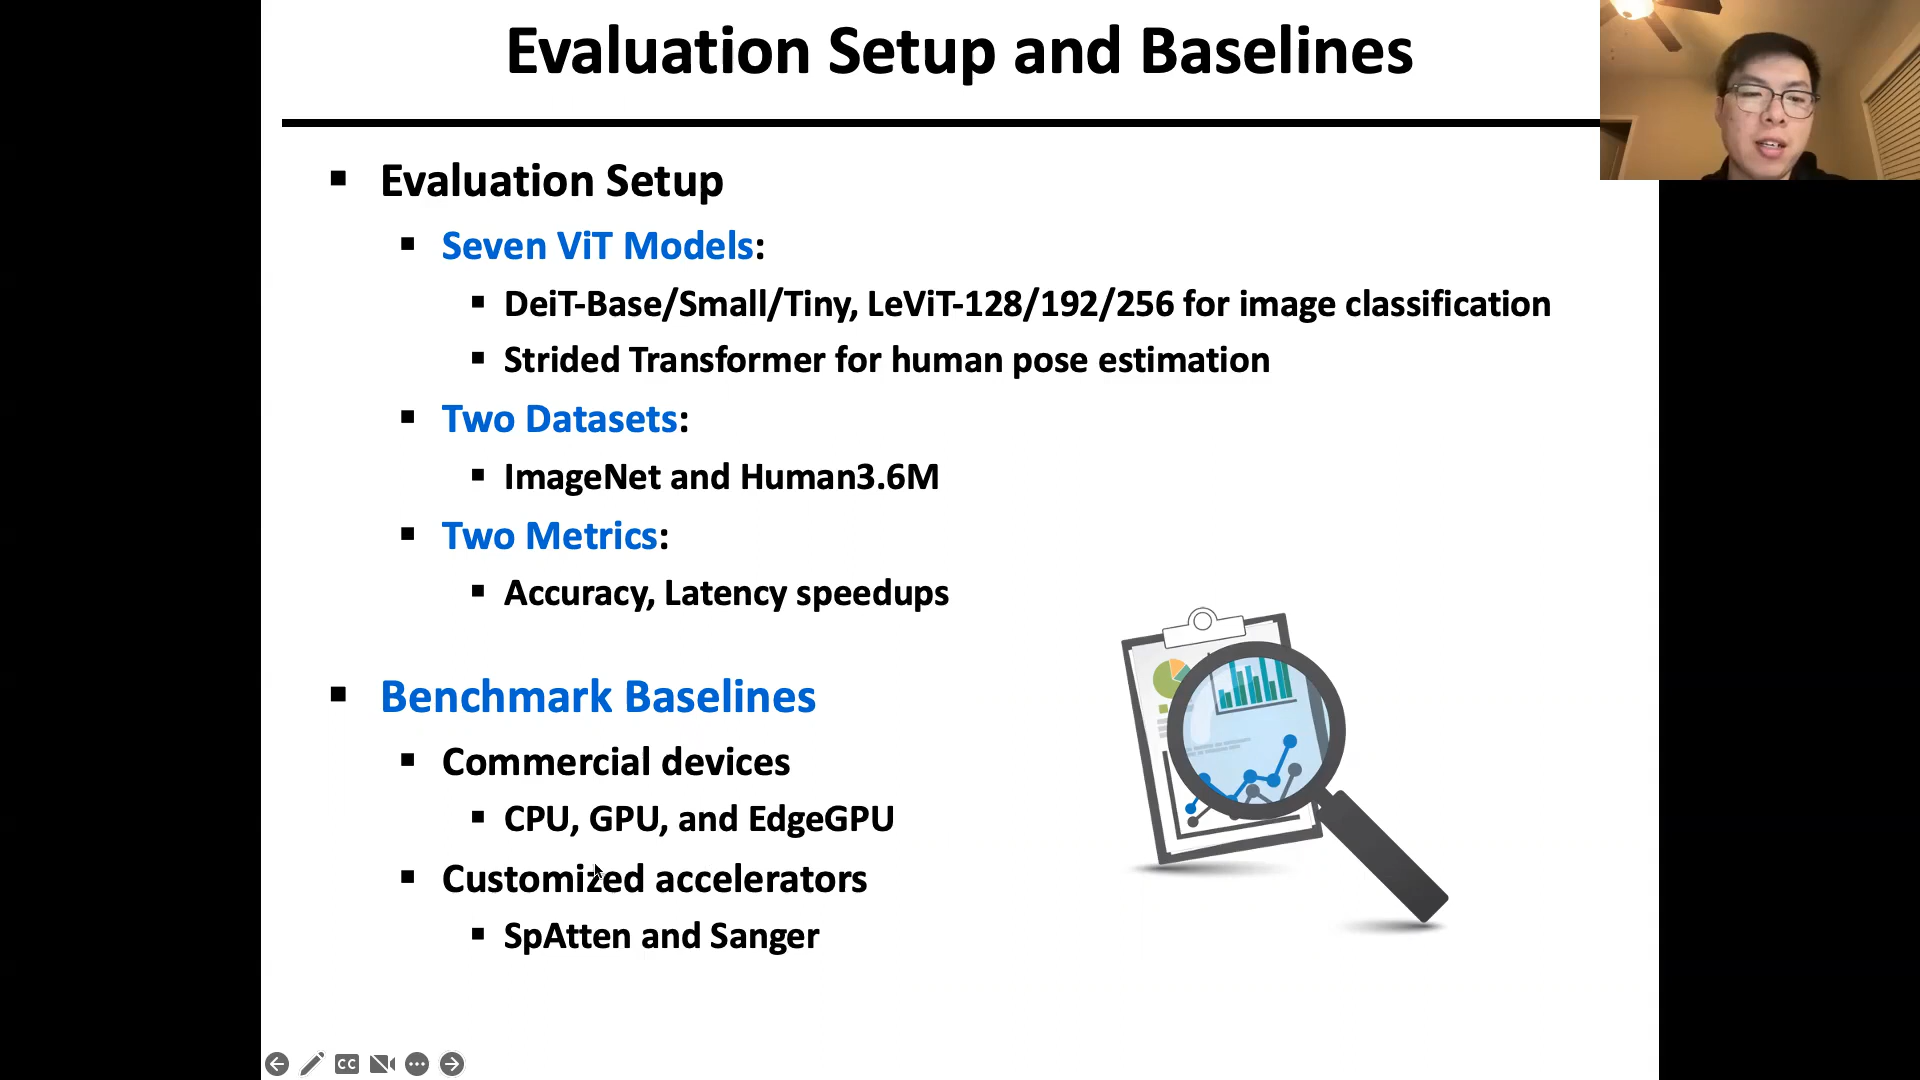 Evaluation Setup and Baselines
Evaluation Setup
Seven ViT Models:
DeiT-Base/Small/Tiny, LeViT-128/192/256 for image classification
Strided Transformer for human pose estimation
Two Datasets:
ImageNet and Human3.6M
Two Metrics:
Accuracy, Latency speedups
Benchmark Baselines
Commercial devices
CPU, GPU, and EdgeGPU
Customized accelerators
SpAtten and Sanger
CC